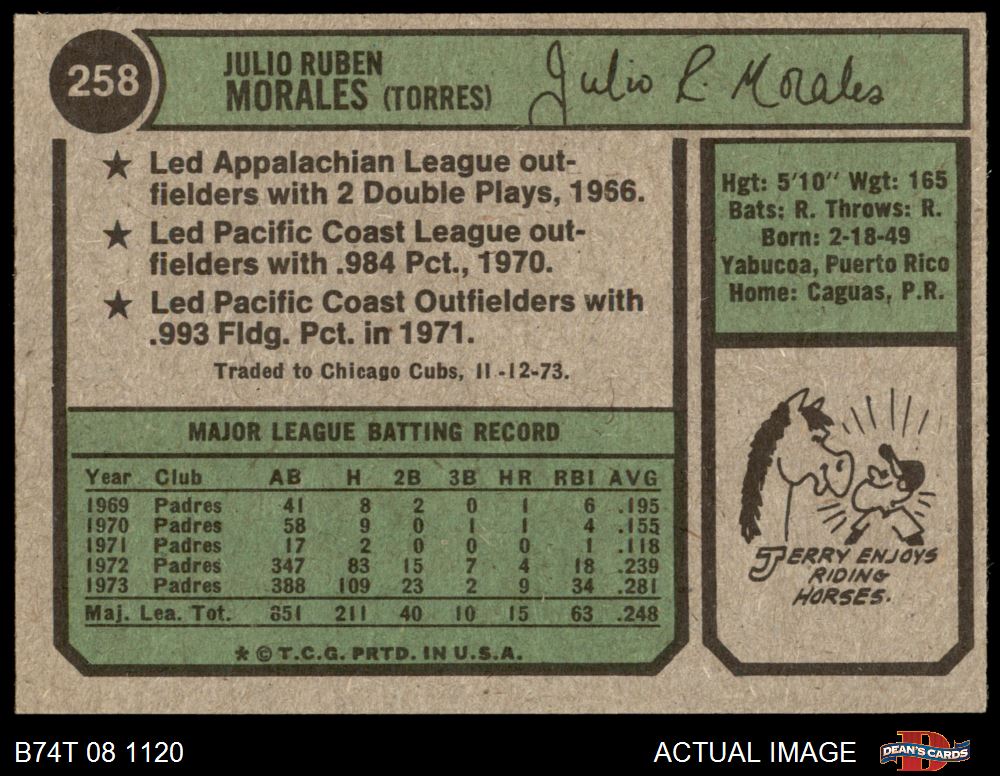 258
JULIO RUBEN
MORALES (TORRES)
Julio R. Morales
★ Led Appalachian League out-
fielders with 2 Double Plays, 1966.
★ Led Pacific Coast League out-
fielders with .984 Pct., 1970.
★ Led Pacific Coast Outfielders with
.993 Fldg. Pct. in 1971.
Traded to Chicago Cubs, 11-12-73.
Hgt: 5'10" Wgt: 165
Bats: R. Throws: R.
Born: 2-18-49
Yabucoa, Puerto Rico
Home: Caguas, P.R.
MAJOR LEAGUE BATTING RECORD
Year Club AB H 2B 3B HR RBI AVG
1969 Padres 41 8 2 0 1 6 .195
1970 Padres 58 9 0 1 1 4 .155
1971 Padres 17 2 0 0 0 1 .118
1972 Padres 347 83 15 7 4 18 .239
1973 Padres 388 109 23 2 9 34 .281
Maj. Lea. Tot. 851 211 40 10 15 63 .248
* © T.C.G. PRTD. IN U.S.A.
JERRY ENJOYS
RIDING
HORSES.
B74T 08 1120
ACTUAL IMAGE
DEAN'S CARDS